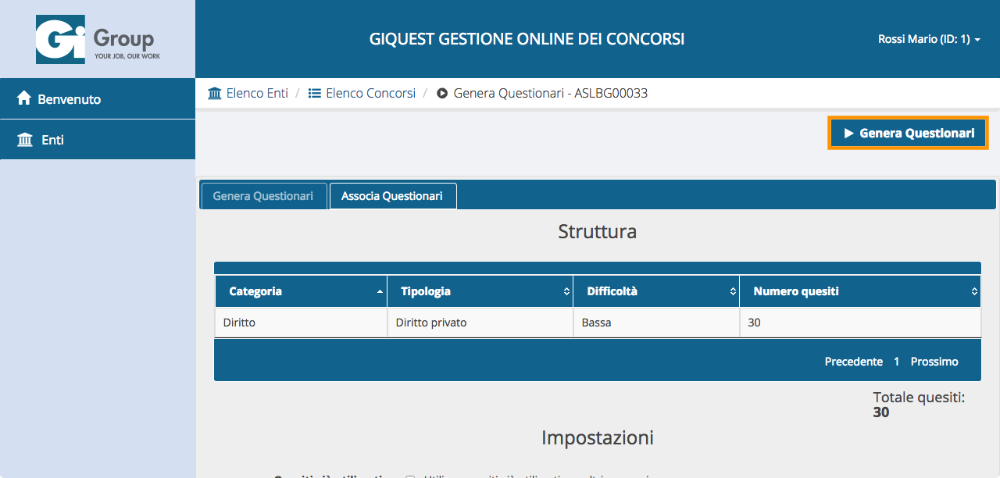 Gi Group
YOUR JOB, OUR WORK
GIQUEST GESTIONE ONLINE DEI CONCORSI
Rossi Mario (ID: 1)
Benvenuto
Enti
Elenco Enti / Elenco Concorsi / Genera Questionari - ASLBG00033
Genera Questionari
Genera Questionari Associa Questionari
Struttura
Categoria Tipologia Difficoltà Numero quesiti
Diritto Diritto privato Bassa 30
Precedente 1 Prossimo
Totale quesiti:
30
Impostazioni